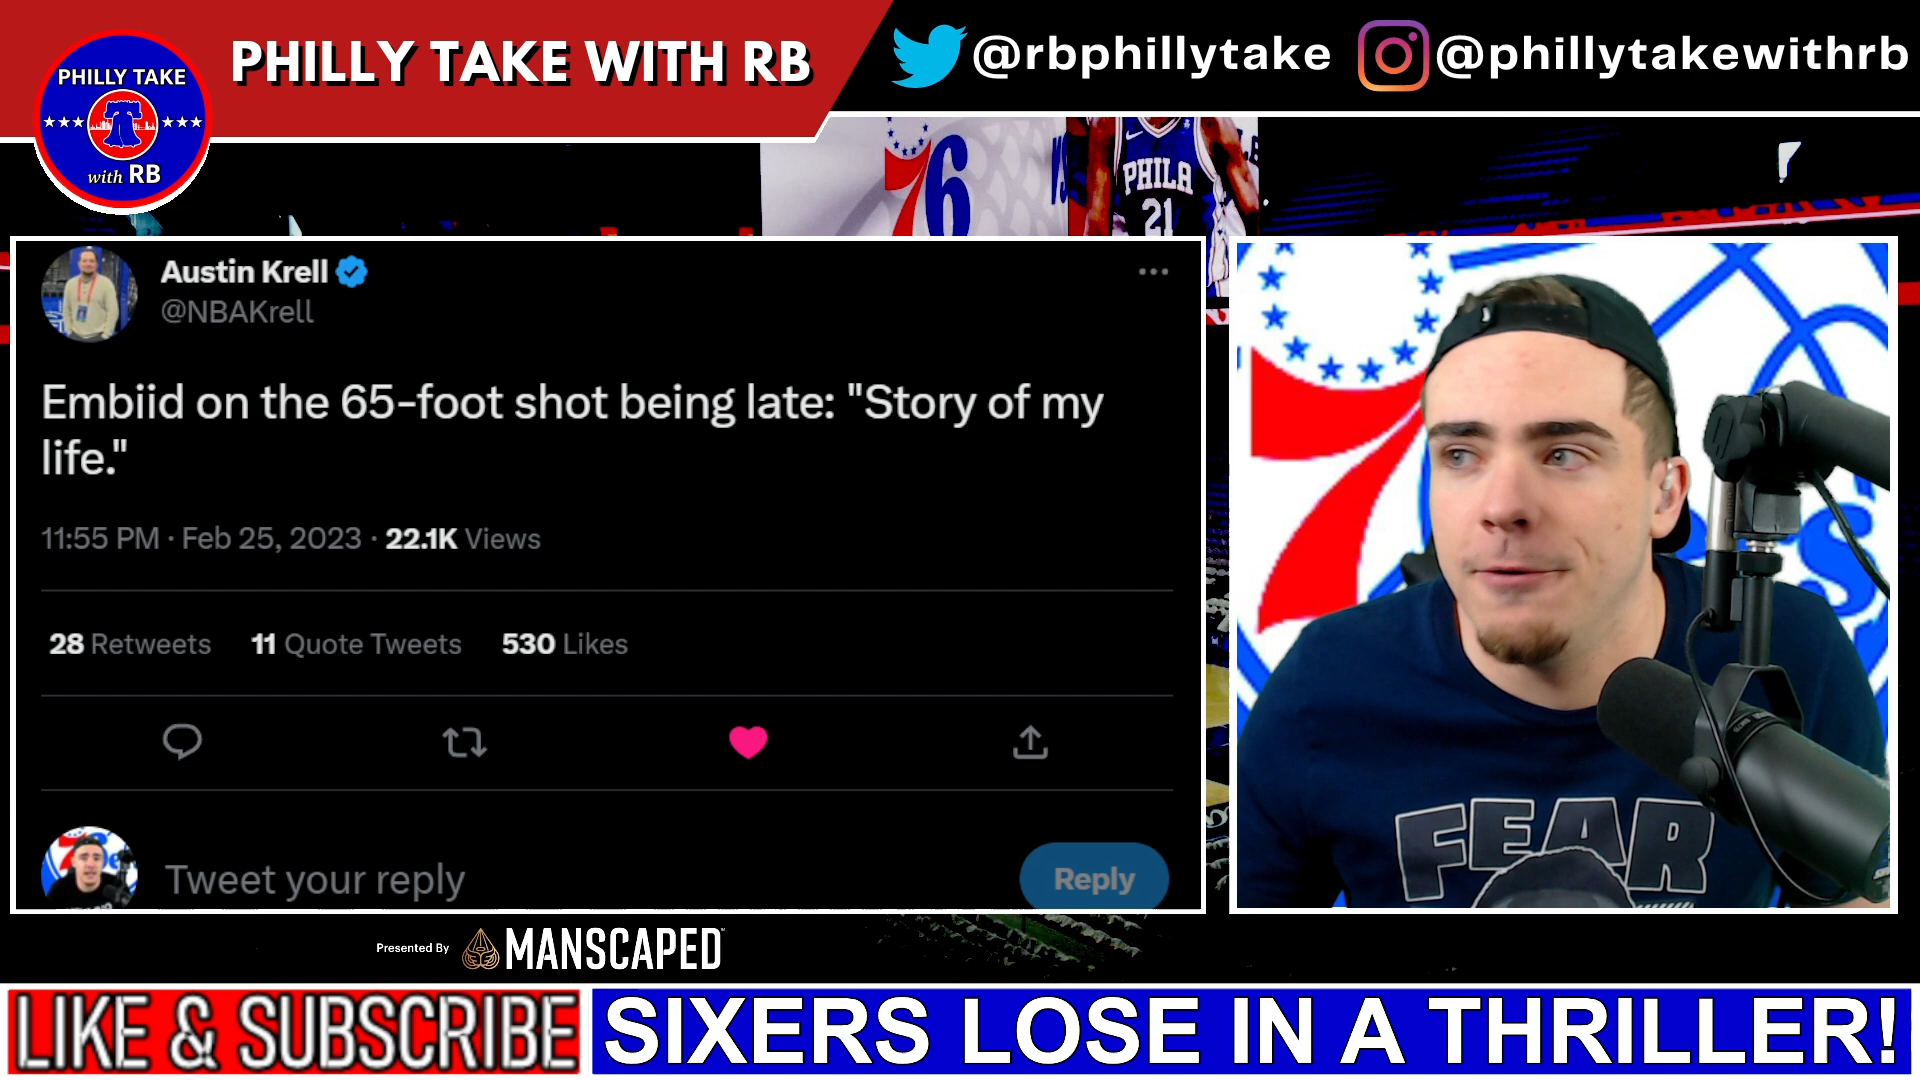 PHILLY TAKE
with RB
PHILLY TAKE WITH RB
@rbphillytake
@phillytakewithrb
76
PHILA
21
Austin Krell
@NBAKrell
Embiid on the 65-foot shot being late: "Story of my
life."
11:55 PM · Feb 25, 2023 · 22.1K Views
28 Retweets 11 Quote Tweets 530 Likes
Tweet your reply
Reply
FEAR
Presented By MANSCAPED
LIKE & SUBSCRIBE
SIXERS LOSE IN A THRILLER!